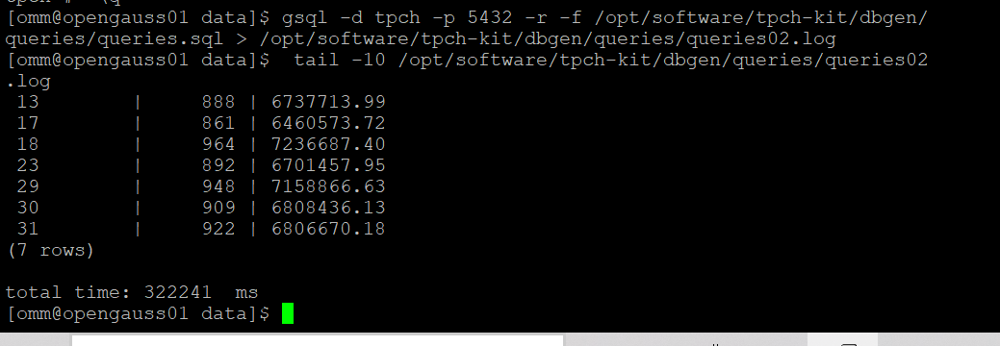 [omm@opengauss01 data]$ gsql -d tpch -p 5432 -r -f /opt/software/tpch-kit/dbgen/
queries/queries.sql > /opt/software/tpch-kit/dbgen/queries/queries02.log
[omm@opengauss01 data]$  tail -10 /opt/software/tpch-kit/dbgen/queries/queries02
.log
 13        |      888 | 6737713.99
 17        |      861 | 6460573.72
 18        |      964 | 7236687.40
 23        |      892 | 6701457.95
 29        |      948 | 7158866.63
 30        |      909 | 6808436.13
 31        |      922 | 6806670.18
(7 rows)

total time: 322241  ms
[omm@opengauss01 data]$